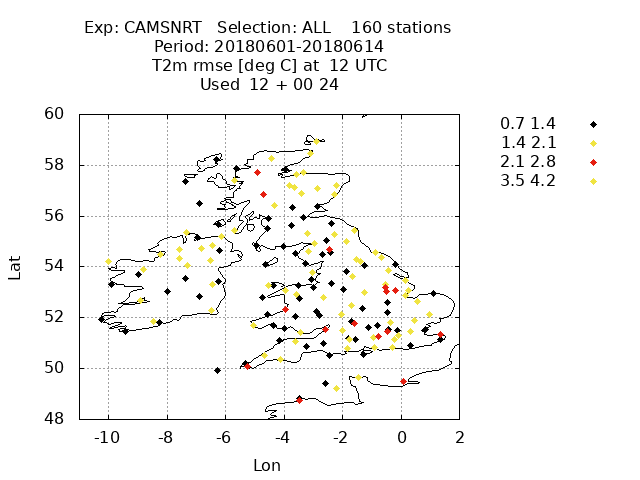 Exp: CAMSNRT   Selection: ALL    160 stations
Period: 20180601-20180614
T2m rmse [deg C] at  12 UTC
Used  12 + 00 24
60
58
56
54
52
50
48
Lat
-10 -8 -6 -4 -2 0 2
Lon
0.7 1.4
1.4 2.1
2.1 2.8
3.5 4.2